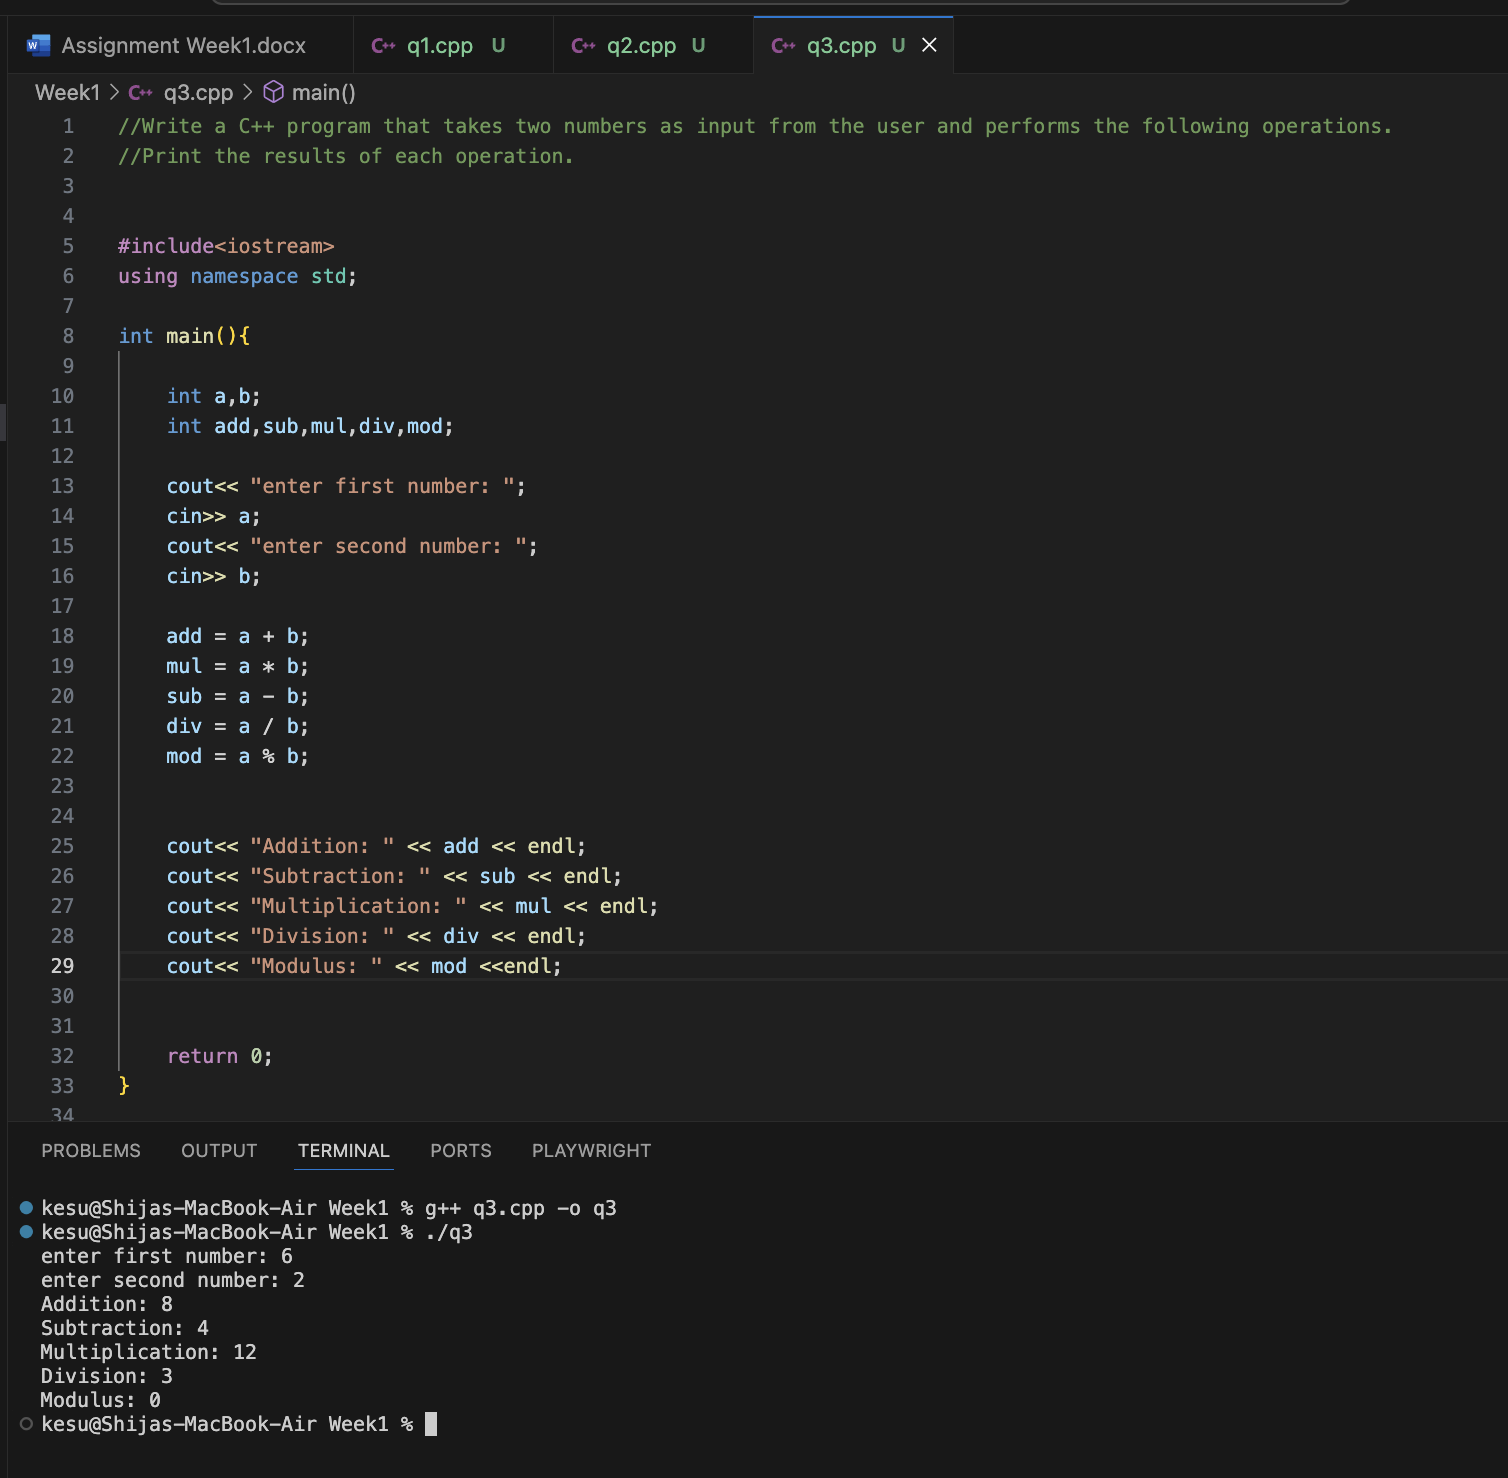 Assignment Week1.docx
C++ q1.cpp U
C++ q2.cpp U
C++ q3.cpp U
Week1 > C++ q3.cpp > main()
1 //Write a C++ program that takes two numbers as input from the user and performs the following operations.
2 //Print the results of each operation.
3
4
5 #include<iostream>
6 using namespace std;
7
8 int main(){
9
10 int a,b;
11 int add,sub,mul,div,mod;
12
13 cout<< "enter first number: ";
14 cin>> a;
15 cout<< "enter second number: ";
16 cin>> b;
17
18 add = a + b;
19 mul = a * b;
20 sub = a - b;
21 div = a / b;
22 mod = a % b;
23
24
25 cout<< "Addition: " << add << endl;
26 cout<< "Subtraction: " << sub << endl;
27 cout<< "Multiplication: " << mul << endl;
28 cout<< "Division: " << div << endl;
29 cout<< "Modulus: " << mod <<endl;
30
31
32 return 0;
33 }
34
PROBLEMS OUTPUT TERMINAL PORTS PLAYWRIGHT
kesu@Shijas-MacBook-Air Week1 % g++ q3.cpp -o q3
kesu@Shijas-MacBook-Air Week1 % ./q3
enter first number: 6
enter second number: 2
Addition: 8
Subtraction: 4
Multiplication: 12
Division: 3
Modulus: 0
kesu@Shijas-MacBook-Air Week1 %